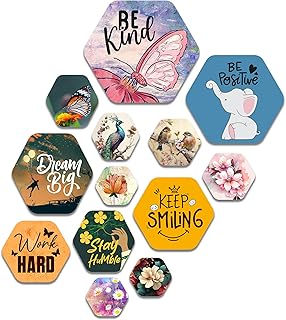 BE
Kind
BE
Positive
Dream
Big
KEEP
SMILING
Work
HARD
Stay
Humble